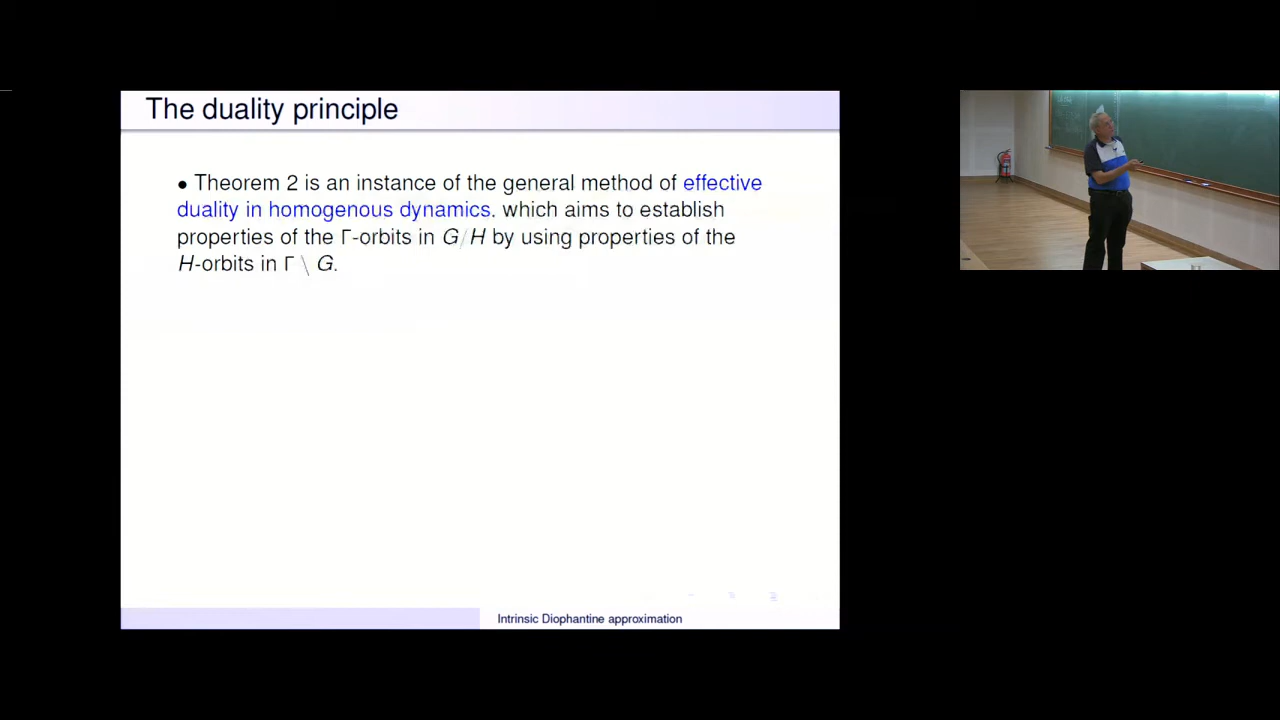 The duality principle
• Theorem 2 is an instance of the general method of effective
duality in homogenous dynamics, which aims to establish
properties of the Γ-orbits in G/H by using properties of the
H-orbits in Γ \ G.
Intrinsic Diophantine approximation